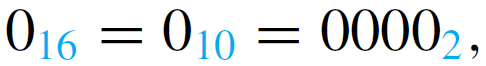 0₁₆ = 0₁₀ = 0000₂,